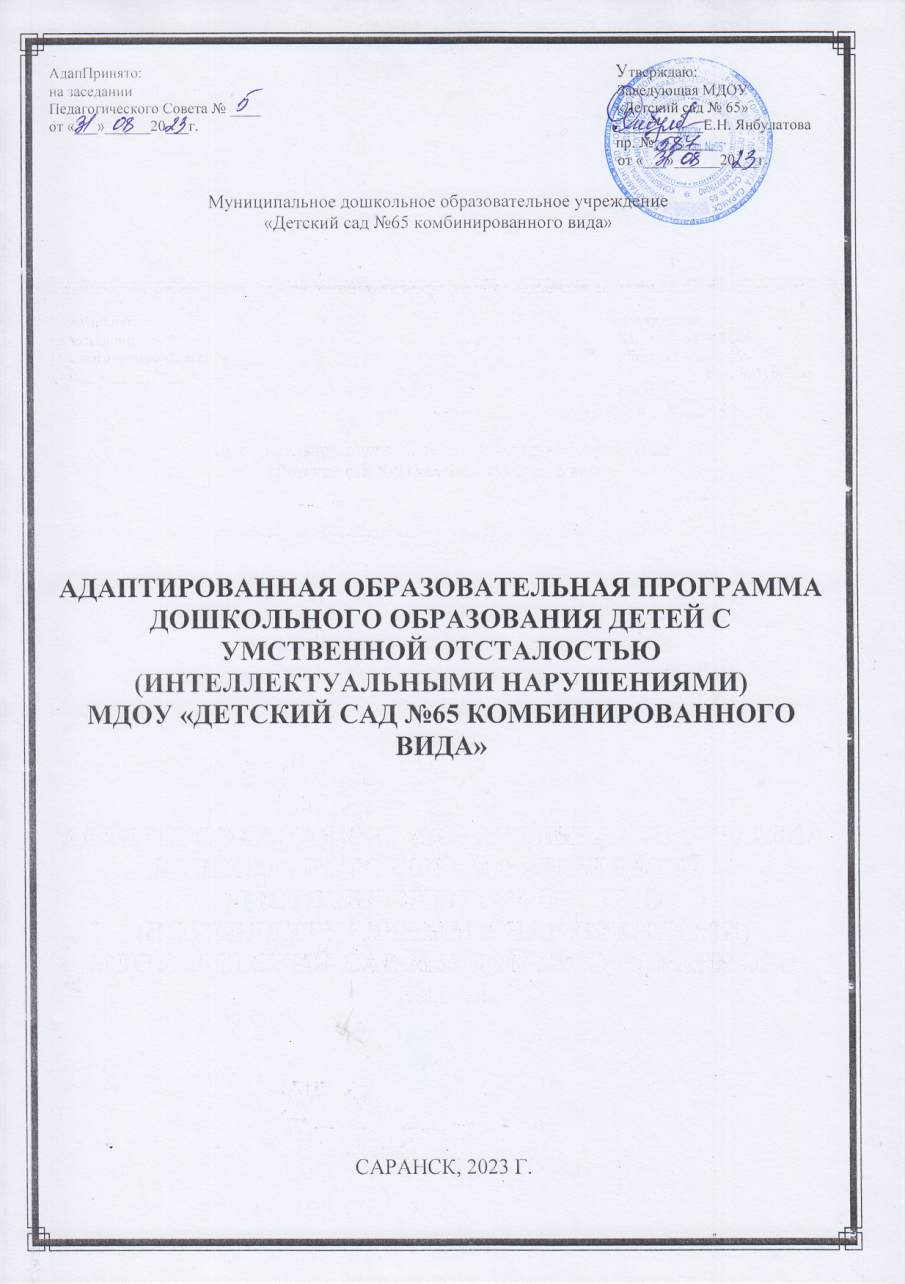 АдапПринято:
на заседании
Педагогического Совета № 5
от «31» 08 2023 г.
Утверждаю:
Заведующая МДОУ
«Детский сад № 65»
Е.Н. Янбулатова
пр. №
от «31» 08 2023 г.
Муниципальное дошкольное образовательное учреждение
«Детский сад №65 комбинированного вида»
АДАПТИРОВАННАЯ ОБРАЗОВАТЕЛЬНАЯ ПРОГРАММА
ДОШКОЛЬНОГО ОБРАЗОВАНИЯ ДЕТЕЙ С
УМСТВЕННОЙ ОТСТАЛОСТЬЮ
(ИНТЕЛЛЕКТУАЛЬНЫМИ НАРУШЕНИЯМИ)
МДОУ «ДЕТСКИЙ САД №65 КОМБИНИРОВАННОГО
ВИДА»
САРАНСК, 2023 Г.